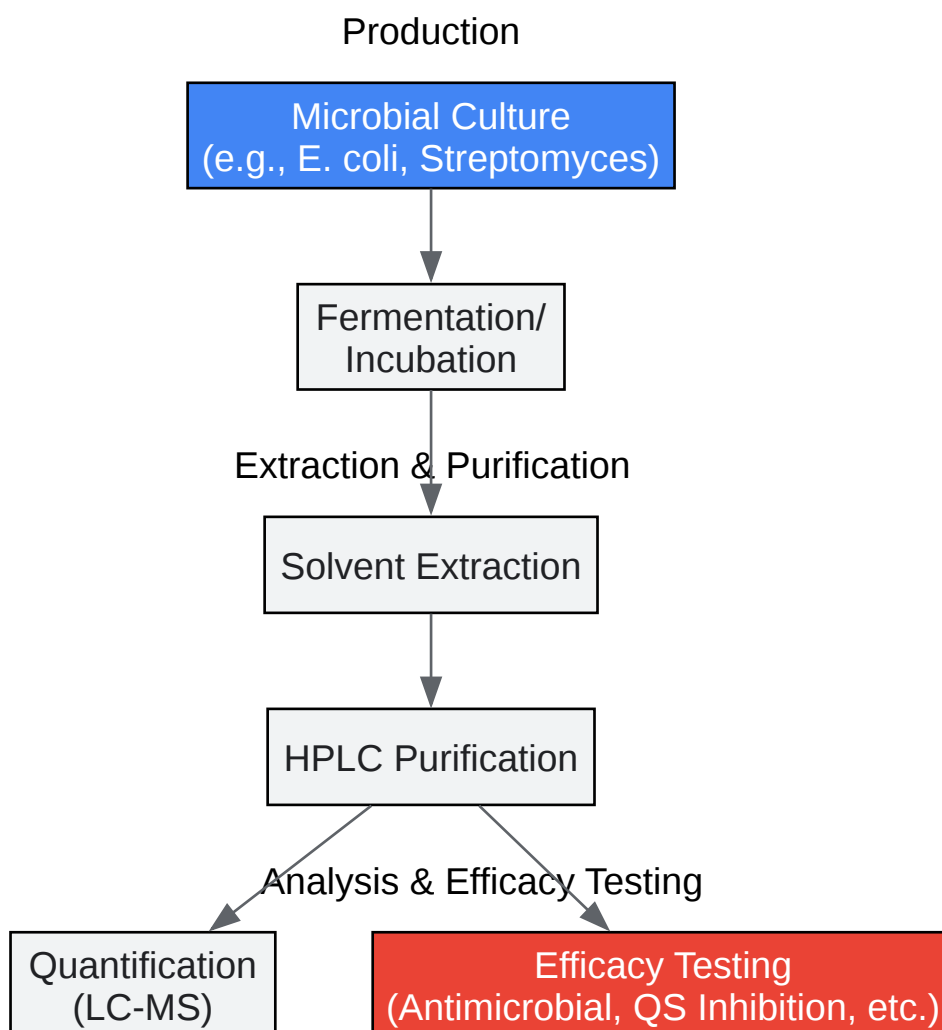 Production
Microbial Culture
(e.g., E. coli, Streptomyces)
Fermentation/
Incubation
Extraction & Purification
Solvent Extraction
HPLC Purification
Analysis & Efficacy Testing
Quantification
(LC-MS)
Efficacy Testing
(Antimicrobial, QS Inhibition, etc.)